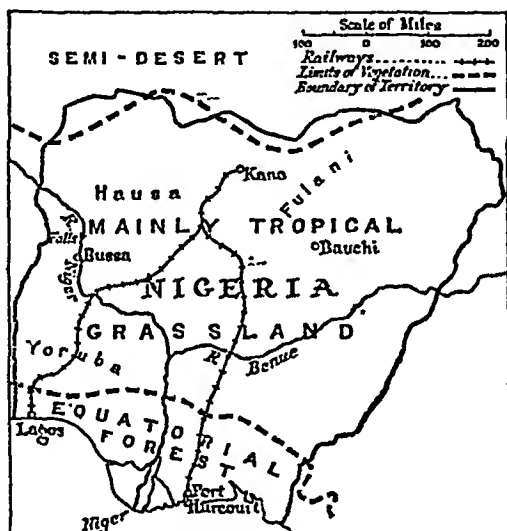 Scale of Miles
100 0 100 200
Railways
Limits of Vegetation
Boundary of Territory
SEMI-DESERT
Kano
Hausa
Fulani
MAINLY TROPICAL
R. Niger
Falls
Bussa
Bauchi
NIGERIA
GRASSLAND
Yoruba
R. Benue
EQUATORIAL
FOREST
Lagos
Port
Harcourt
Niger